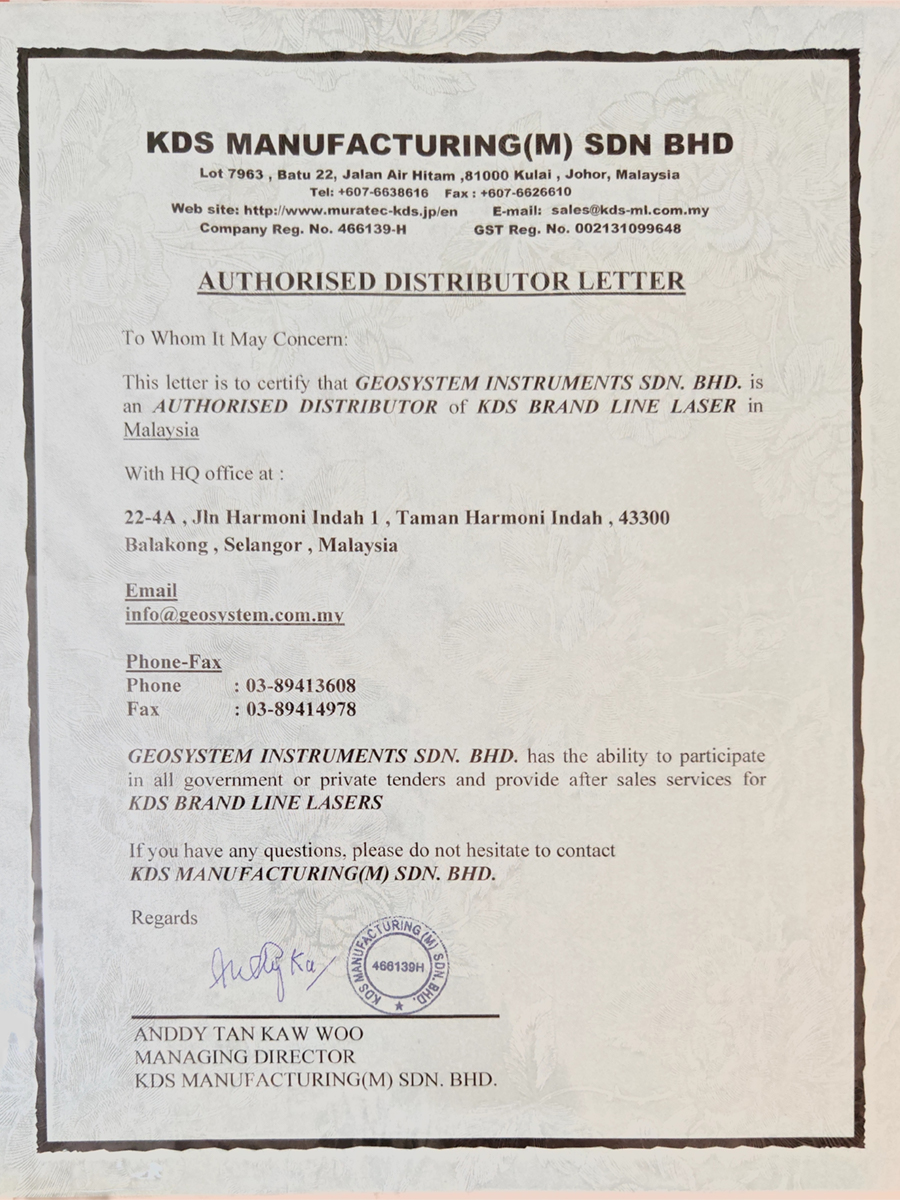 KDS MANUFACTURING(M) SDN BHD
Lot 7963 , Batu 22, Jalan Air Hitam ,81000 Kulai , Johor, Malaysia
Tel: +607-6638616 Fax : +607-6626610
Web site: http://www.muratec-kds.jp/en E-mail: sales@kds-ml.com.my
Company Reg. No. 466139-H GST Reg. No. 002131099648
AUTHORISED DISTRIBUTOR LETTER
To Whom It May Concern:
This letter is to certify that GEOSYSTEM INSTRUMENTS SDN. BHD. is
an AUTHORISED DISTRIBUTOR of KDS BRAND LINE LASER in
Malaysia
With HQ office at :
22-4A , Jln Harmoni Indah 1 , Taman Harmoni Indah , 43300
Balakong , Selangor , Malaysia
Email
info@geosystem.com.my
Phone-Fax
Phone : 03-89413608
Fax : 03-89414978
GEOSYSTEM INSTRUMENTS SDN. BHD. has the ability to participate
in all government or private tenders and provide after sales services for
KDS BRAND LINE LASERS
If you have any questions, please do not hesitate to contact
KDS MANUFACTURING(M) SDN. BHD.
Regards
KDS MANUFACTURING (M) SDN. BHD.
466139H
ANDDY TAN KAW WOO
MANAGING DIRECTOR
KDS MANUFACTURING(M) SDN. BHD.